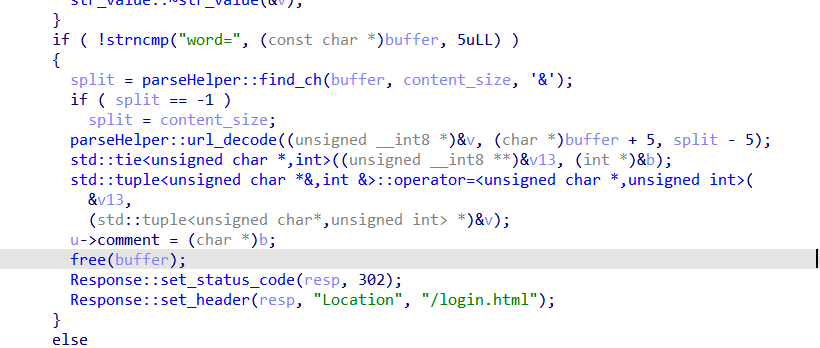 str_value::~str_value(&v);
}
if ( !strncmp("word=", (const char *)buffer, 5uLL) )
{
split = parseHelper::find_ch(buffer, content_size, '&');
if ( split == -1 )
split = content_size;
parseHelper::url_decode((unsigned __int8 *)&v, (char *)buffer + 5, split - 5);
std::tie<unsigned char *,int>((unsigned __int8 **)&v13, (int *)&b);
std::tuple<unsigned char *&,int &>::operator=<unsigned char *,unsigned int>(
&v13,
(std::tuple<unsigned char*,unsigned int> *)&v);
u->comment = (char *)b;
free(buffer);
Response::set_status_code(resp, 302);
Response::set_header(resp, "Location", "/login.html");
}
else